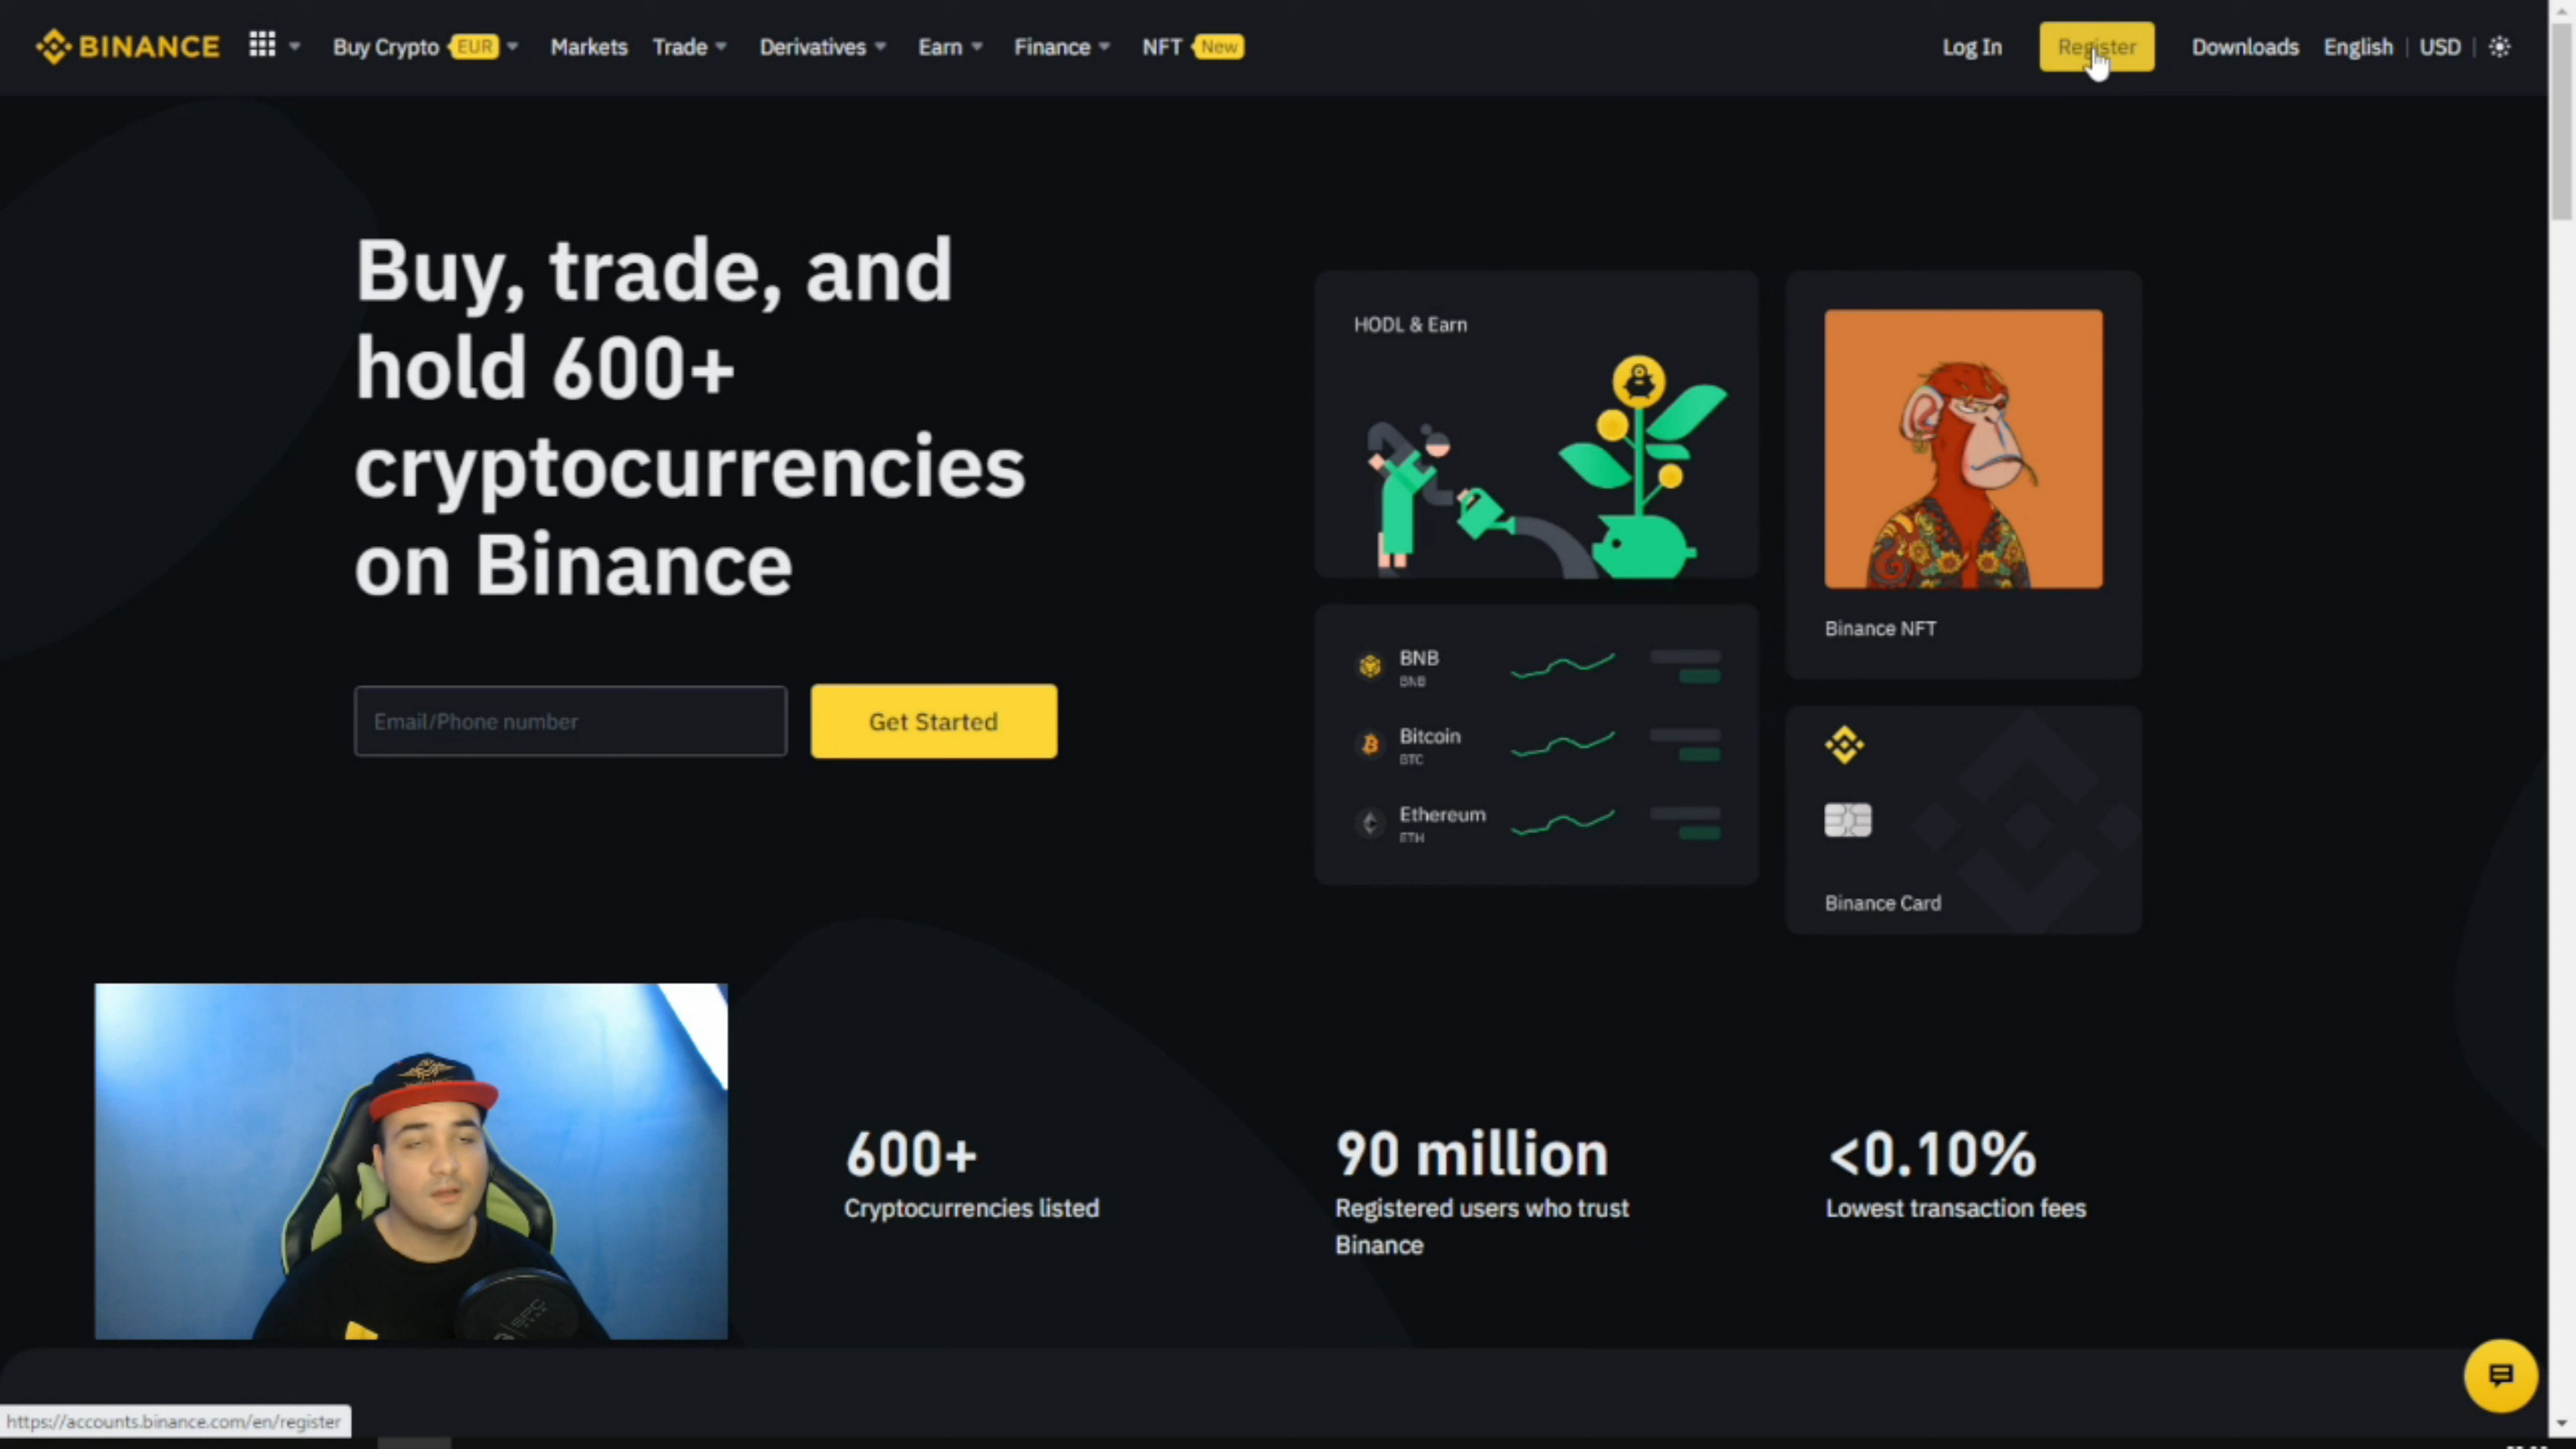 BINANCE Buy Crypto EUR Markets Trade Derivatives Earn Finance NFT New Log In Register Downloads English | USD |
Buy, trade, and
hold 600+
cryptocurrencies
on Binance
Email/Phone number Get Started
HODL & Earn
BNB
BNB
Bitcoin
BTC
Ethereum
ETH
Binance NFT
Binance Card
600+
Cryptocurrencies listed
90 million
Registered users who trust
Binance
<0.10%
Lowest transaction fees
SPC
https://accounts.binance.com/en/register